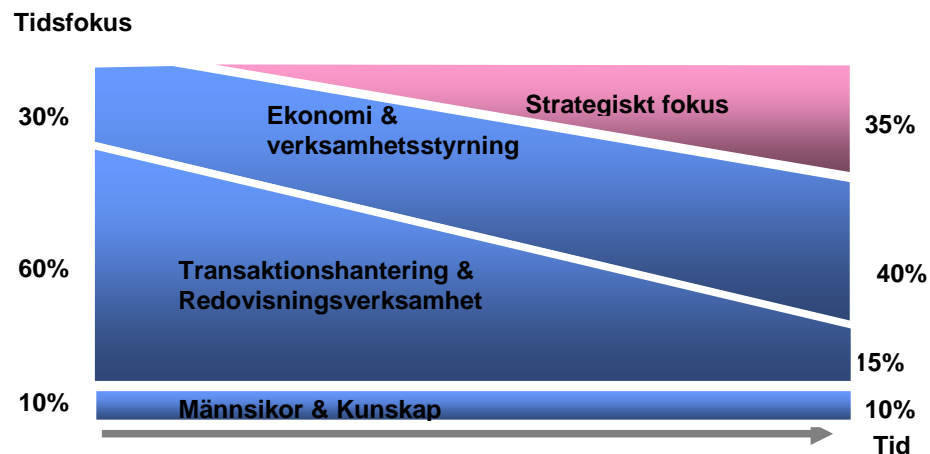 Tidsfokus
30%
Ekonomi &
verksamhetsstyrning
Strategiskt fokus
35%
60%
Transaktionshantering &
Redovisningsverksamhet
40%
15%
10%
Männsikor & Kunskap
10%
Tid